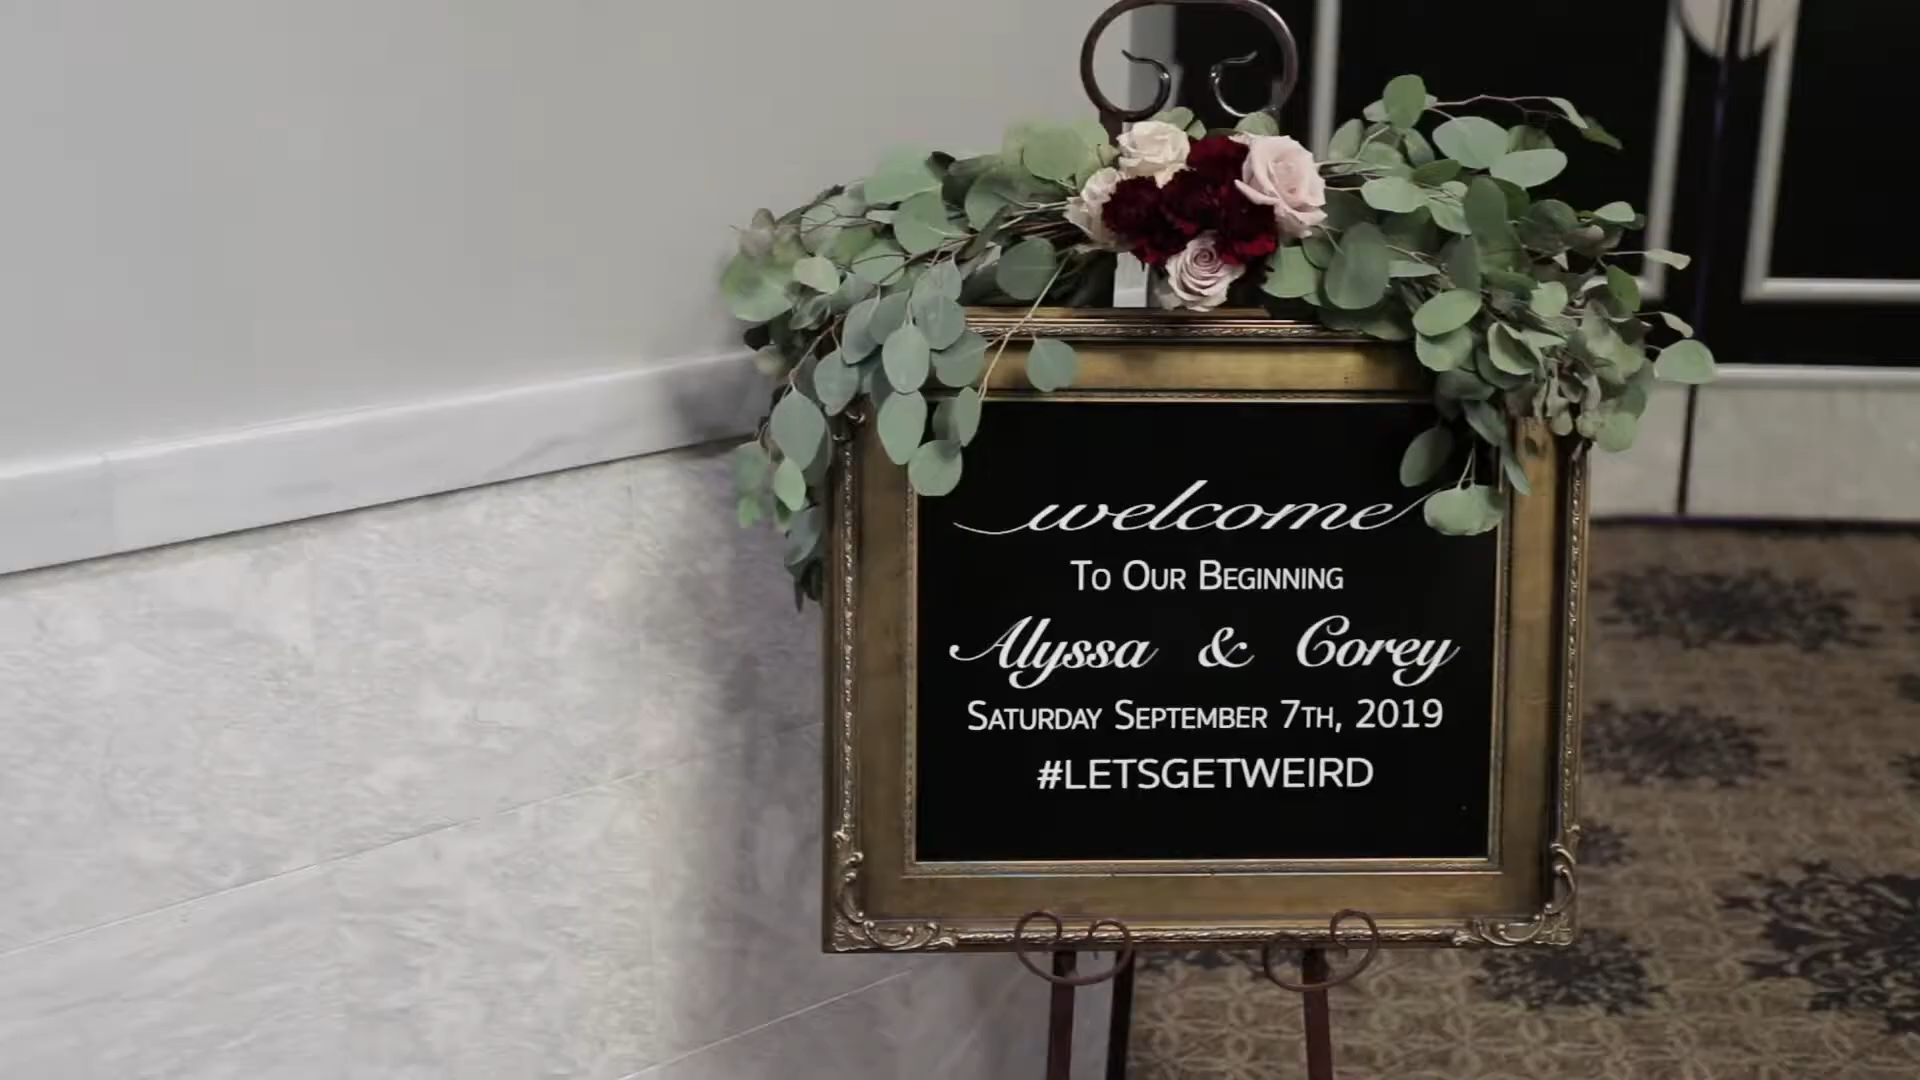 welcome
To Our Beginning
Alyssa & Corey
Saturday September 7th, 2019
#LETSGETWEIRD